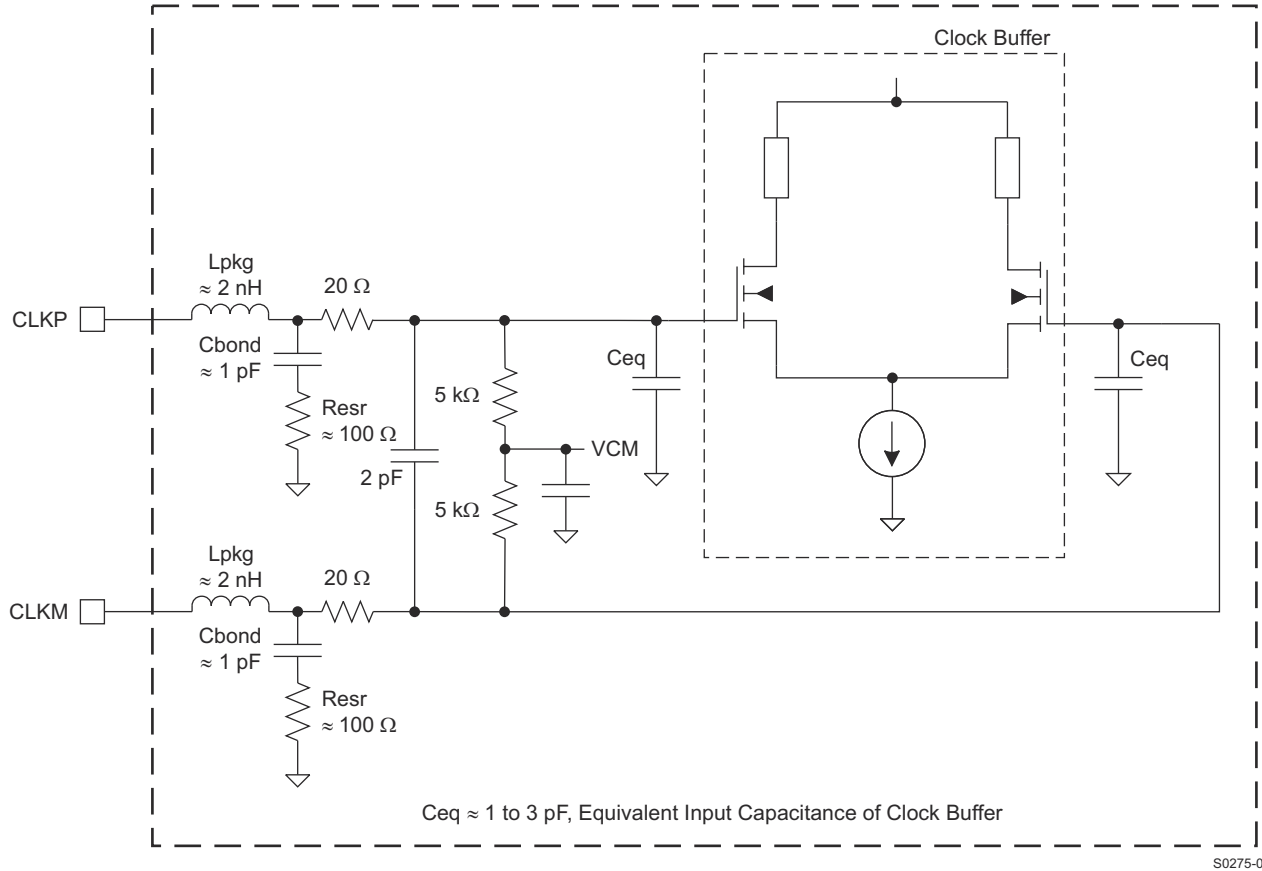 Clock Buffer
Lpkg
≈ 2 nH
20 Ω
CLKP
Cbond
≈ 1 pF
Resr
≈ 100 Ω
5 kΩ
2 pF
VCM
5 kΩ
Ceq
Ceq
Lpkg
≈ 2 nH
20 Ω
CLKM
Cbond
≈ 1 pF
Resr
≈ 100 Ω
Ceq ≈ 1 to 3 pF, Equivalent Input Capacitance of Clock Buffer
S0275-0